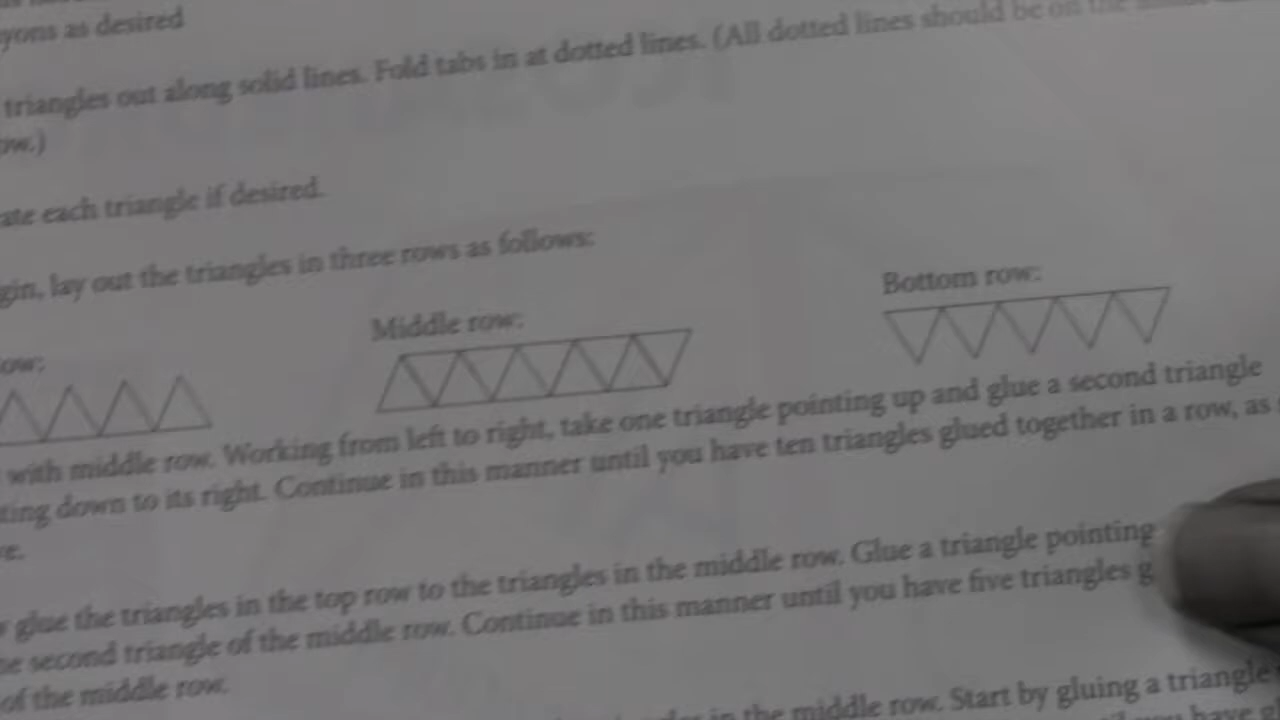 yons as desired
triangles out along solid lines. Fold tabs in at dotted lines. (All dotted lines should be on the
ow.)
ate each triangle if desired.
gin, lay out the triangles in three rows as follows:
Bottom row:
Middle row:
ow:
with middle row. Working from left to right, take one triangle pointing up and glue a second triangle
ting down to its right. Continue in this manner until you have ten triangles glued together in a row, as
ve.
glue the triangles in the top row to the triangles in the middle row. Glue a triangle pointing
he second triangle of the middle row. Continue in this manner until you have five triangles g
of the middle row.
in the middle row. Start by gluing a triangle